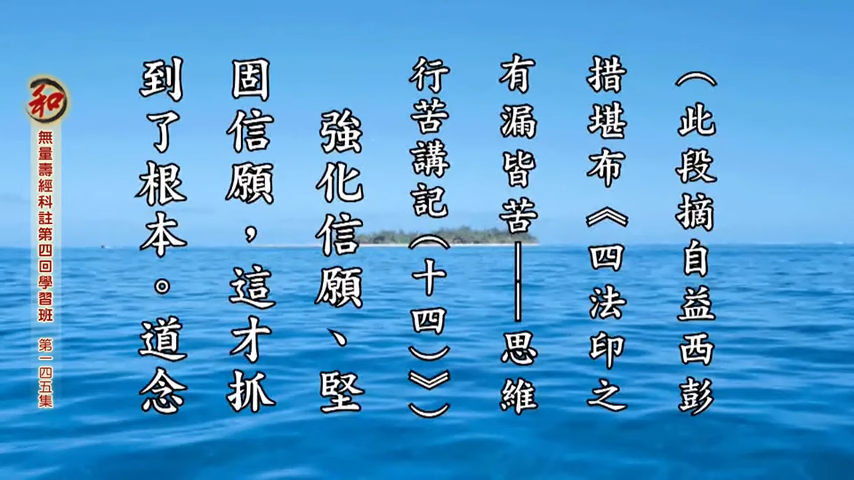 （此段摘自益西彭
措堪布《四法印之
有漏皆苦——思維
行苦講記（十四）》）
強化信願、堅
固信願，這才抓
到了根本。道念
和
無量壽經科註第四回學習班 第一四五集